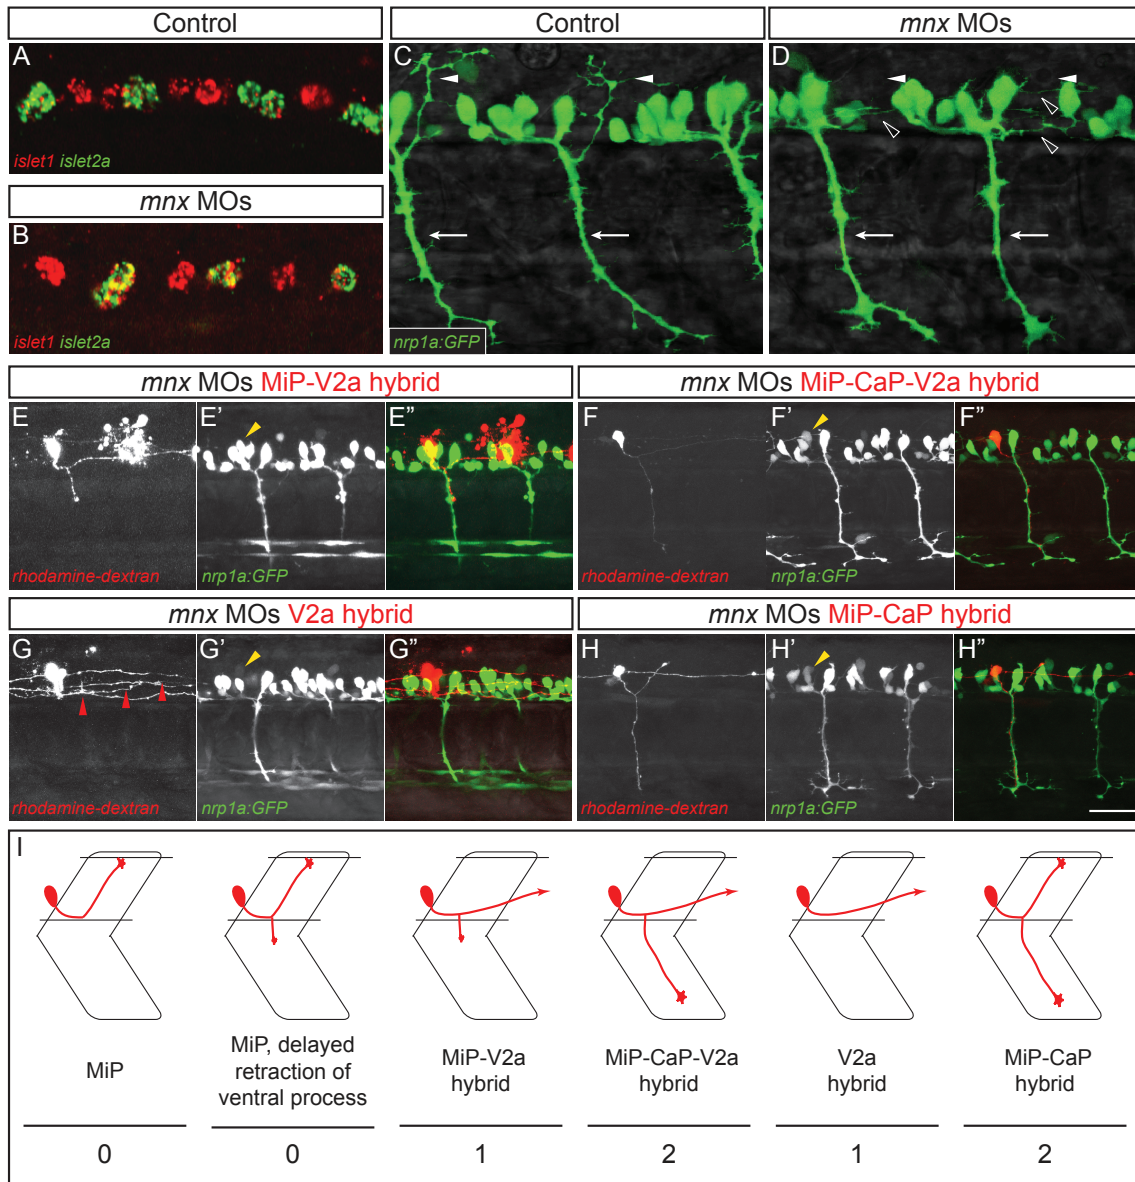 Control
A
islet1 islet2a
mnx MOs
B
islet1 islet2a
Control
C
nrp1a:GFP
mnx MOs
D
mnx MOs MiP-V2a hybrid
E
rhodamine-dextran
E'
nrp1a:GFP
E"
mnx MOs MiP-CaP-V2a hybrid
F
rhodamine-dextran
F'
nrp1a:GFP
F"
mnx MOs V2a hybrid
G
rhodamine-dextran
G'
nrp1a:GFP
G"
mnx MOs MiP-CaP hybrid
H
rhodamine-dextran
H'
nrp1a:GFP
H"
I
MiP
0
MiP, delayed
retraction of
ventral process
0
MiP-V2a
hybrid
1
MiP-CaP-V2a
hybrid
2
V2a
hybrid
1
MiP-CaP
hybrid
2